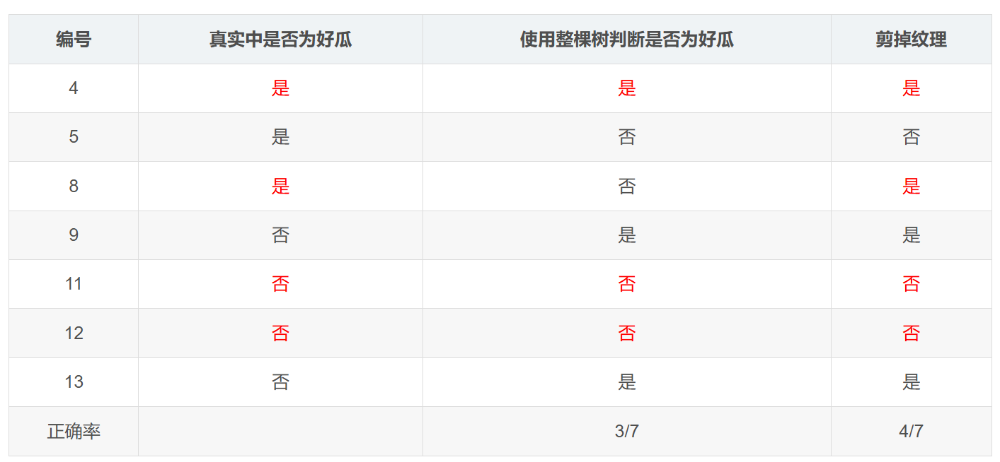 编号 真实中是否为好瓜 使用整棵树判断是否为好瓜 剪掉纹理
4 是 是 是
5 是 否 否
8 是 否 是
9 否 是 是
11 否 否 否
12 否 否 否
13 否 是 是
正确率 3/7 4/7